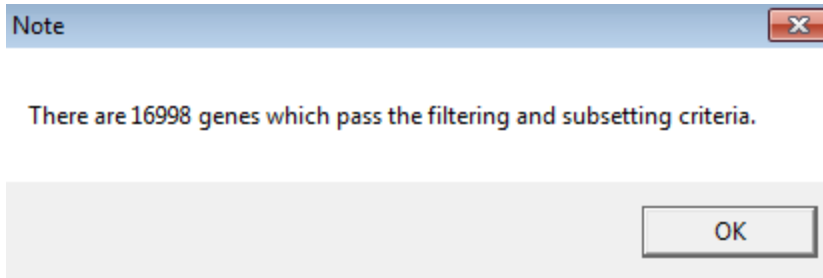 Note
There are 16998 genes which pass the filtering and subsetting criteria.
OK